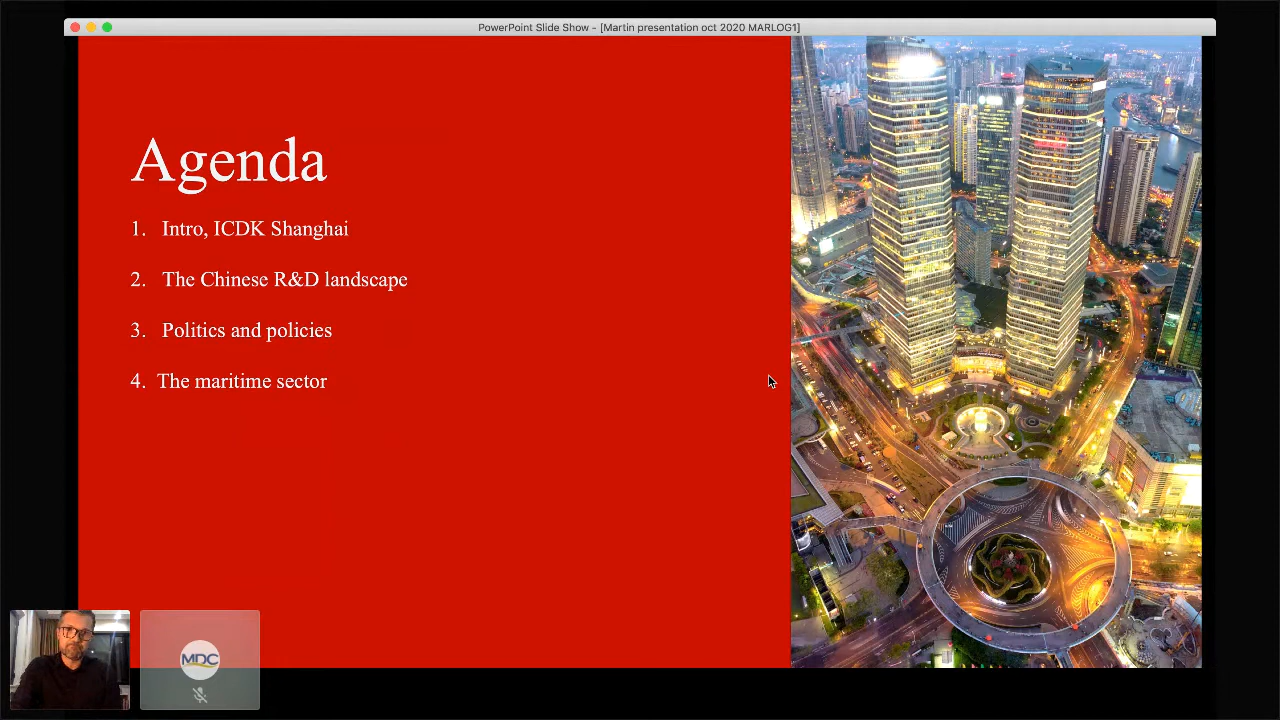 PowerPoint Slide Show - [Martin presentation oct 2020 MARLOG1]
Agenda
1. Intro, ICDK Shanghai
2. The Chinese R&D landscape
3. Politics and policies
4. The maritime sector
MDC